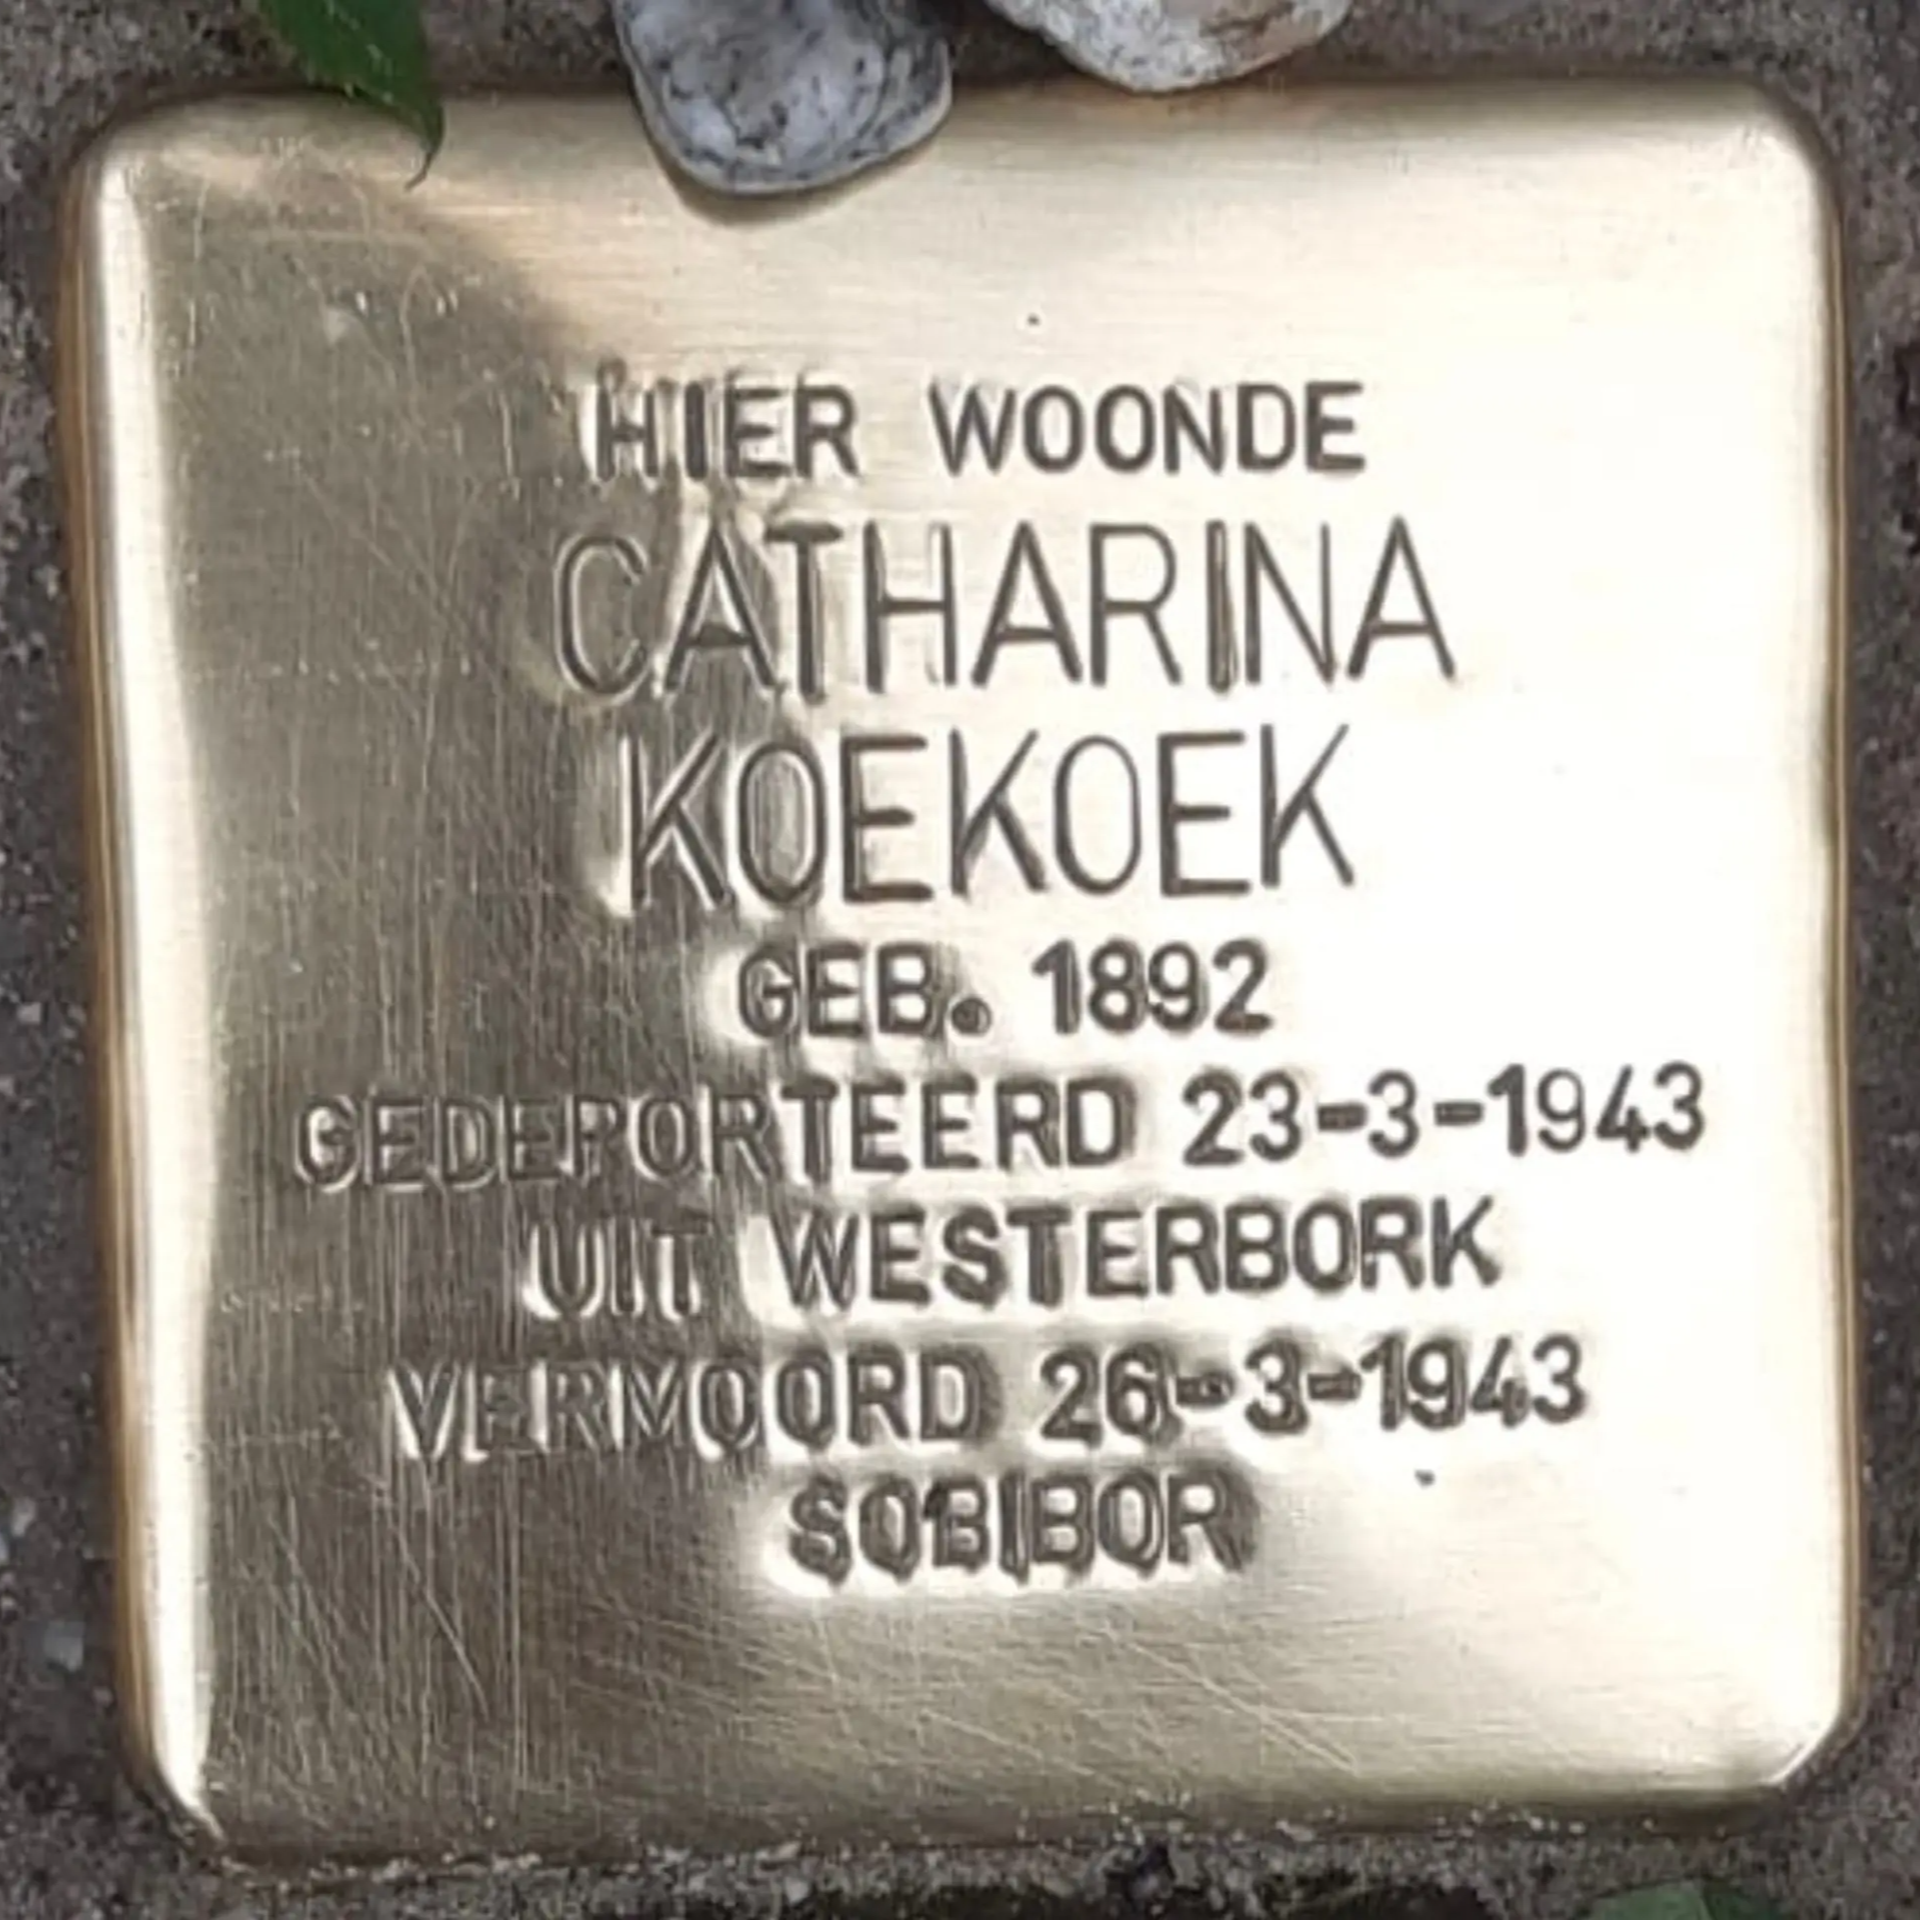 HIER WOONDE
CATHARINA
KOEKOEK
GEB. 1892
GEDEPORTEERD 23-3-1943
UIT WESTERBORK
VERMOORD 26-3-1943
SOBIBOR